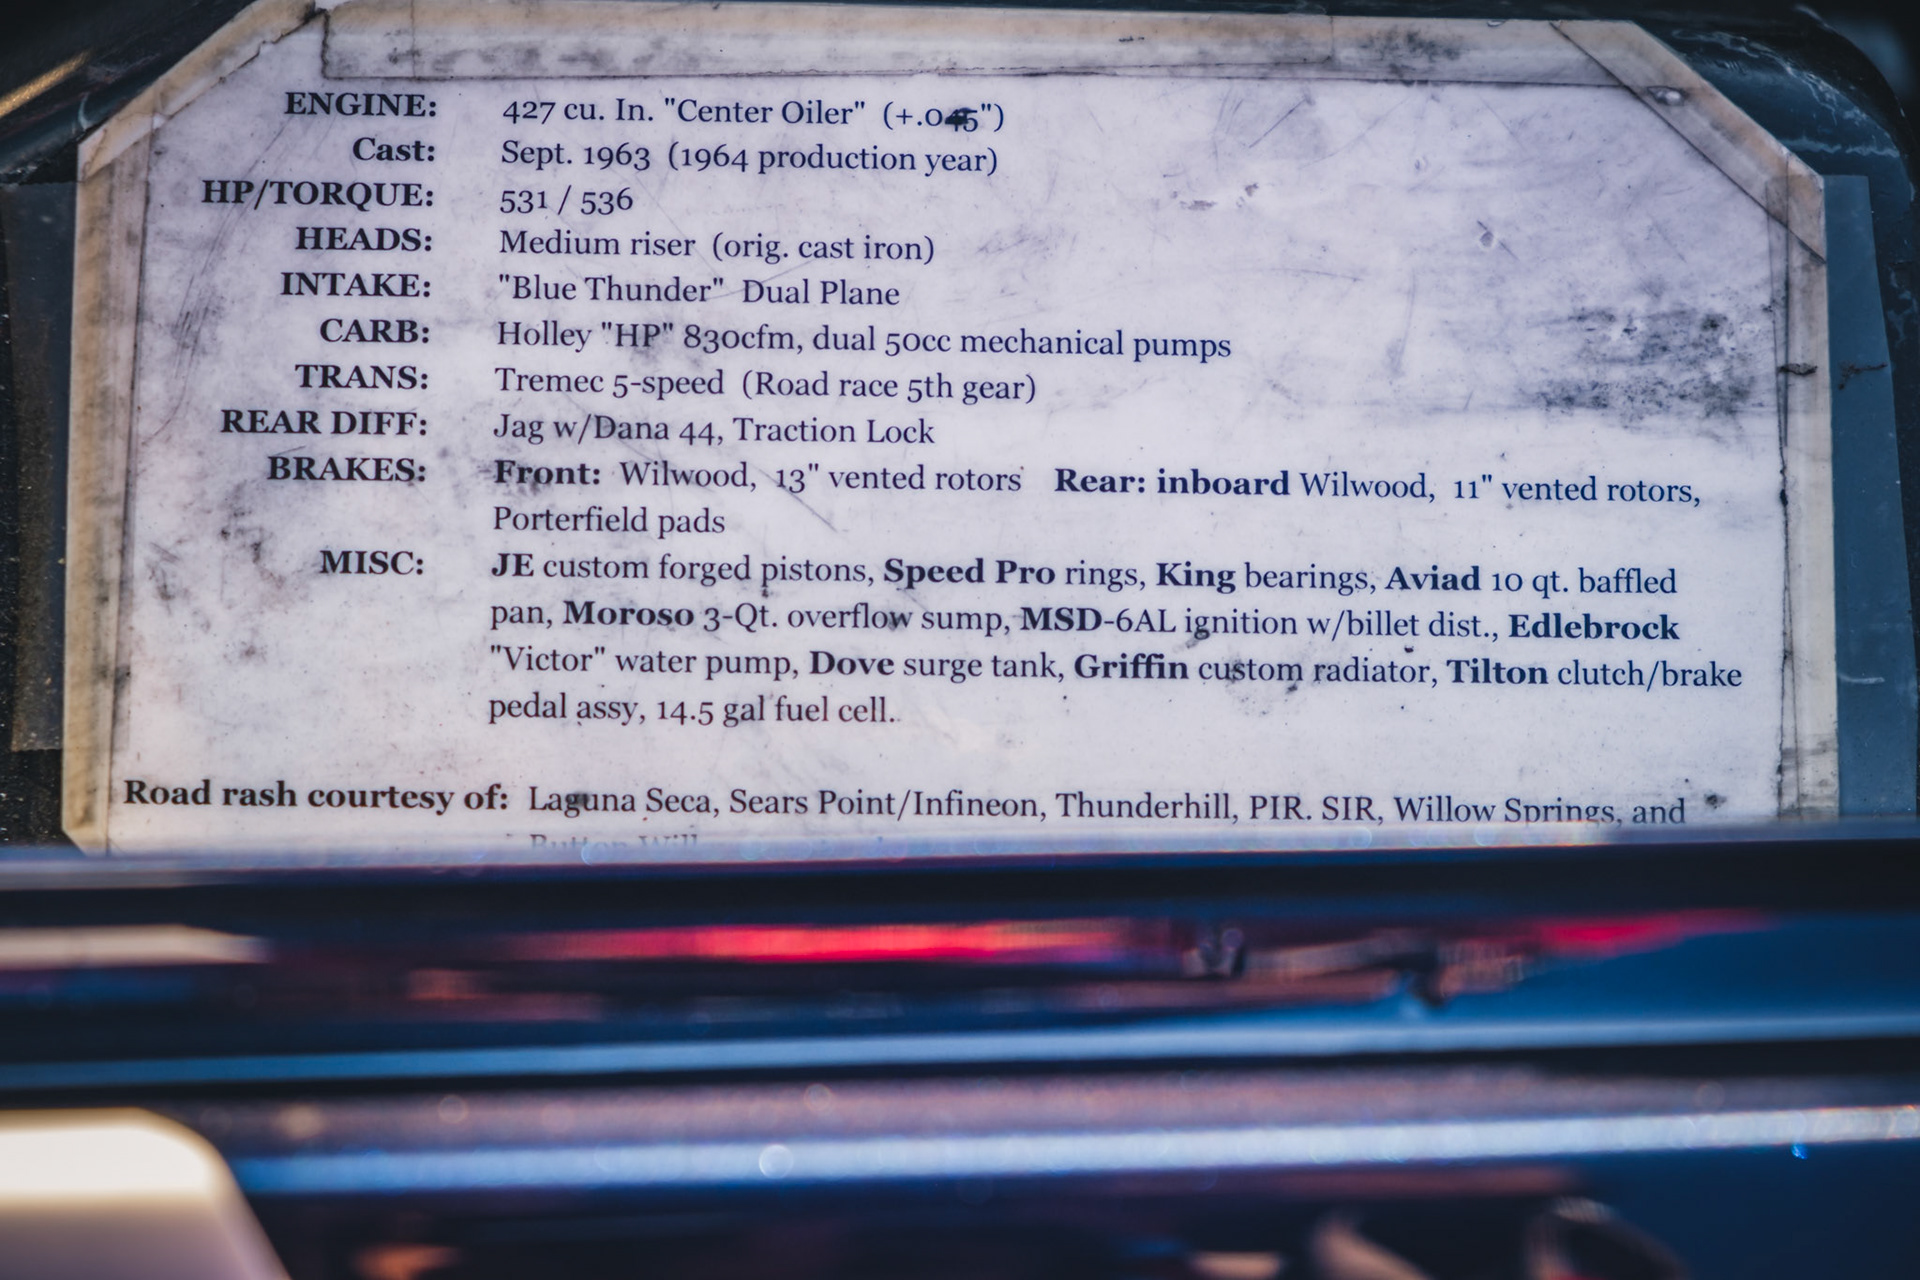 ENGINE: 427 cu. In. "Center Oiler" (+.045")
Cast: Sept. 1963 (1964 production year)
HP/TORQUE: 531 / 536
HEADS: Medium riser (orig. cast iron)
INTAKE: "Blue Thunder" Dual Plane
CARB: Holley "HP" 830cfm, dual 50cc mechanical pumps
TRANS: Tremec 5-speed (Road race 5th gear)
REAR DIFF: Jag w/Dana 44, Traction Lock
BRAKES: Front: Wilwood, 13" vented rotors Rear: inboard Wilwood, 11" vented rotors,
Porterfield pads
MISC: JE custom forged pistons, Speed Pro rings, King bearings, Aviad 10 qt. baffled
pan, Moroso 3-Qt. overflow sump, MSD-6AL ignition w/billet dist., Edlebrock
"Victor" water pump, Dove surge tank, Griffin custom radiator, Tilton clutch/brake
pedal assy, 14.5 gal fuel cell.
Road rash courtesy of: Laguna Seca, Sears Point/Infineon, Thunderhill, PIR. SIR, Willow Springs, and
Button Will